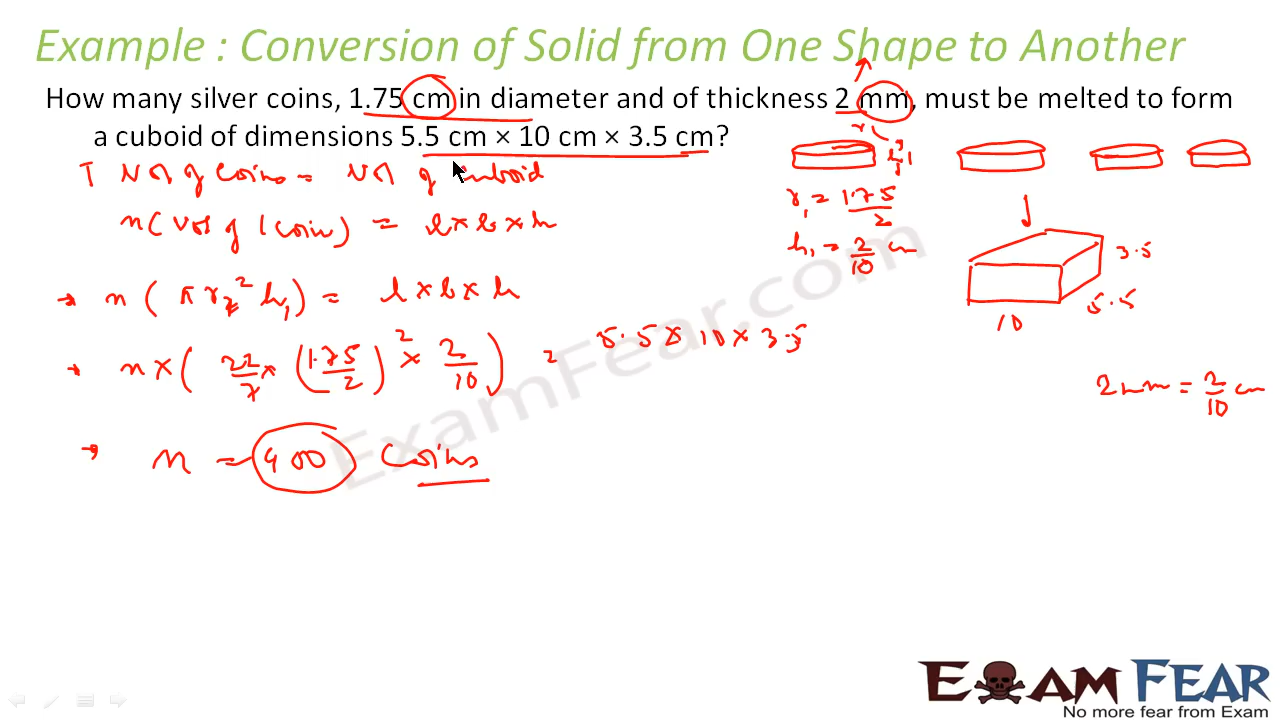 Example : Conversion of Solid from One Shape to Another
How many silver coins, 1.75 cm in diameter and of thickness 2 mm, must be melted to form
a cuboid of dimensions 5.5 cm × 10 cm × 3.5 cm?
T Vol of coins = Vol of cuboid
n ( Vol of 1 coin ) = l × b × h
→ n ( π r₁² h₁ ) = l × b × h
→ n × ( 22/7 × ( 1.75/2 )² × 2/10 ) = 5.5 × 10 × 3.5
→ n = 400 coins
r₁ = 1.75/2
h₁ = 2/10 cm
3.5
5.5
10
2 mm = 2/10 cm
ExamFear.com
EXAM FEAR
No more fear from Exam